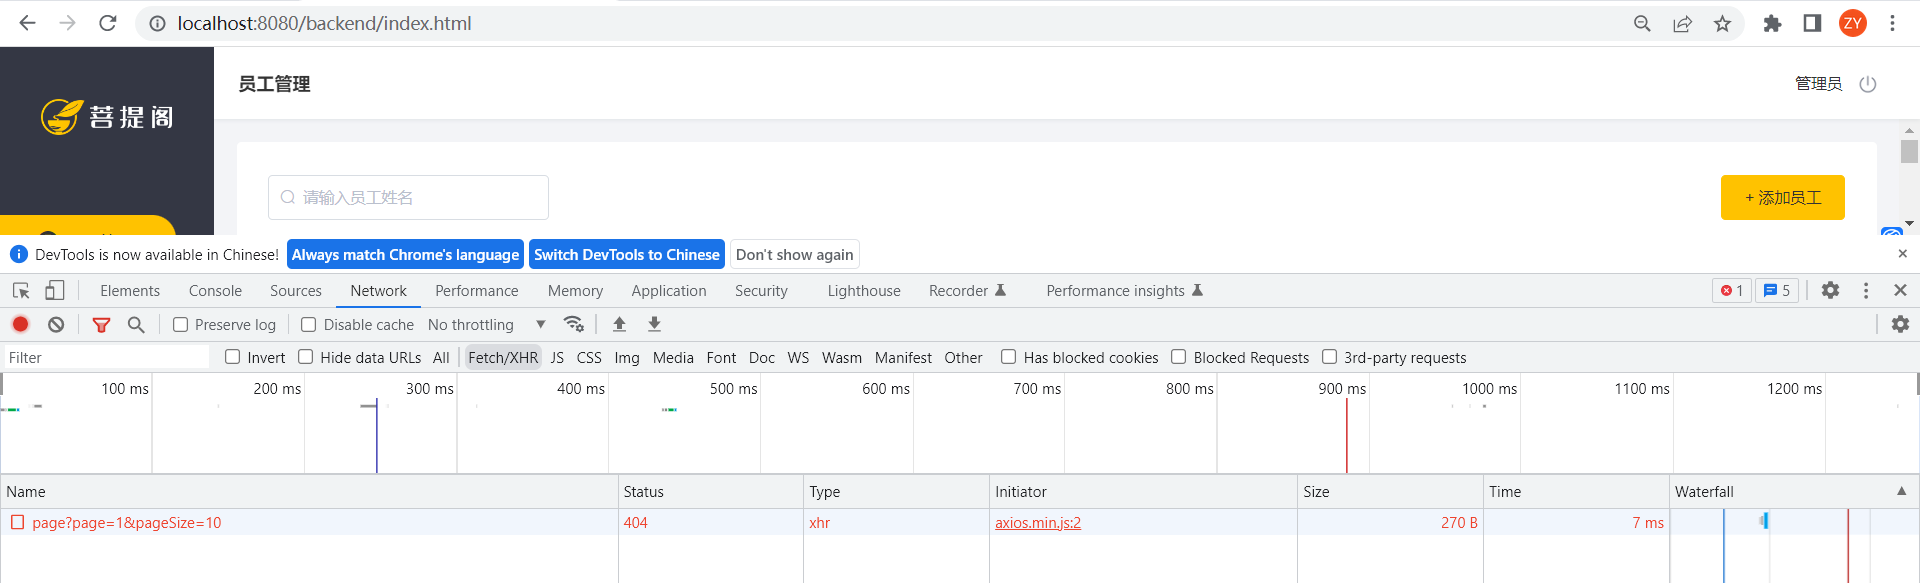 localhost:8080/backend/index.html
ZY
菩提阁
员工管理
管理员
请输入员工姓名
+ 添加员工
DevTools is now available in Chinese! Always match Chrome's language Switch DevTools to Chinese Don't show again
Elements Console Sources Network Performance Memory Application Security Lighthouse Recorder Performance insights 1 5
Preserve log Disable cache No throttling
Filter Invert Hide data URLs All Fetch/XHR JS CSS Img Media Font Doc WS Wasm Manifest Other Has blocked cookies Blocked Requests 3rd-party requests
100 ms 200 ms 300 ms 400 ms 500 ms 600 ms 700 ms 800 ms 900 ms 1000 ms 1100 ms 1200 ms
Name Status Type Initiator Size Time Waterfall
page?page=1&pageSize=10 404 xhr axios.min.js:2 270 B 7 ms